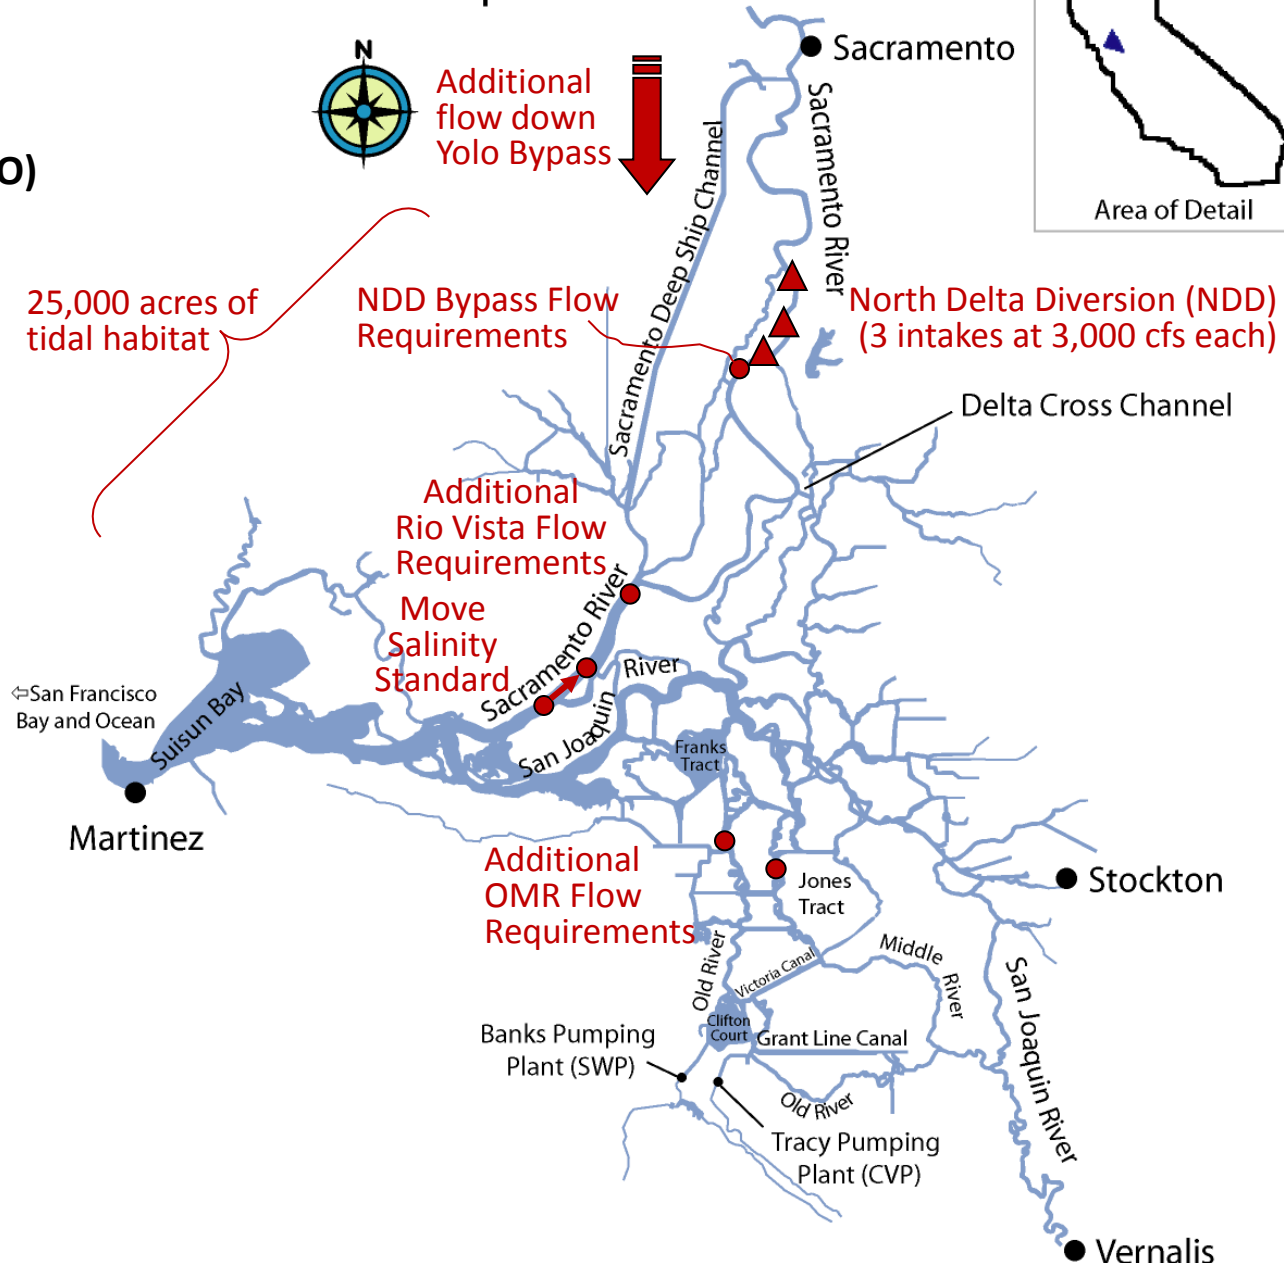 N
Additional
flow down
Yolo Bypass
Sacramento
Area of Detail
O)
Sacramento Deep Ship Channel
Sacramento River
25,000 acres of
tidal habitat
NDD Bypass Flow
Requirements
North Delta Diversion (NDD)
(3 intakes at 3,000 cfs each)
Delta Cross Channel
Additional
Rio Vista Flow
Requirements
Move
Salinity
Standard
Sacramento River
San Joaquin River
⇦San Francisco
Bay and Ocean
Suisun Bay
Martinez
Franks
Tract
Additional
OMR Flow
Requirements
Jones
Tract
Stockton
Old River
Victoria Canal
Middle River
San Joaquin River
Clifton
Court
Grant Line Canal
Banks Pumping
Plant (SWP)
Old River
Tracy Pumping
Plant (CVP)
Vernalis